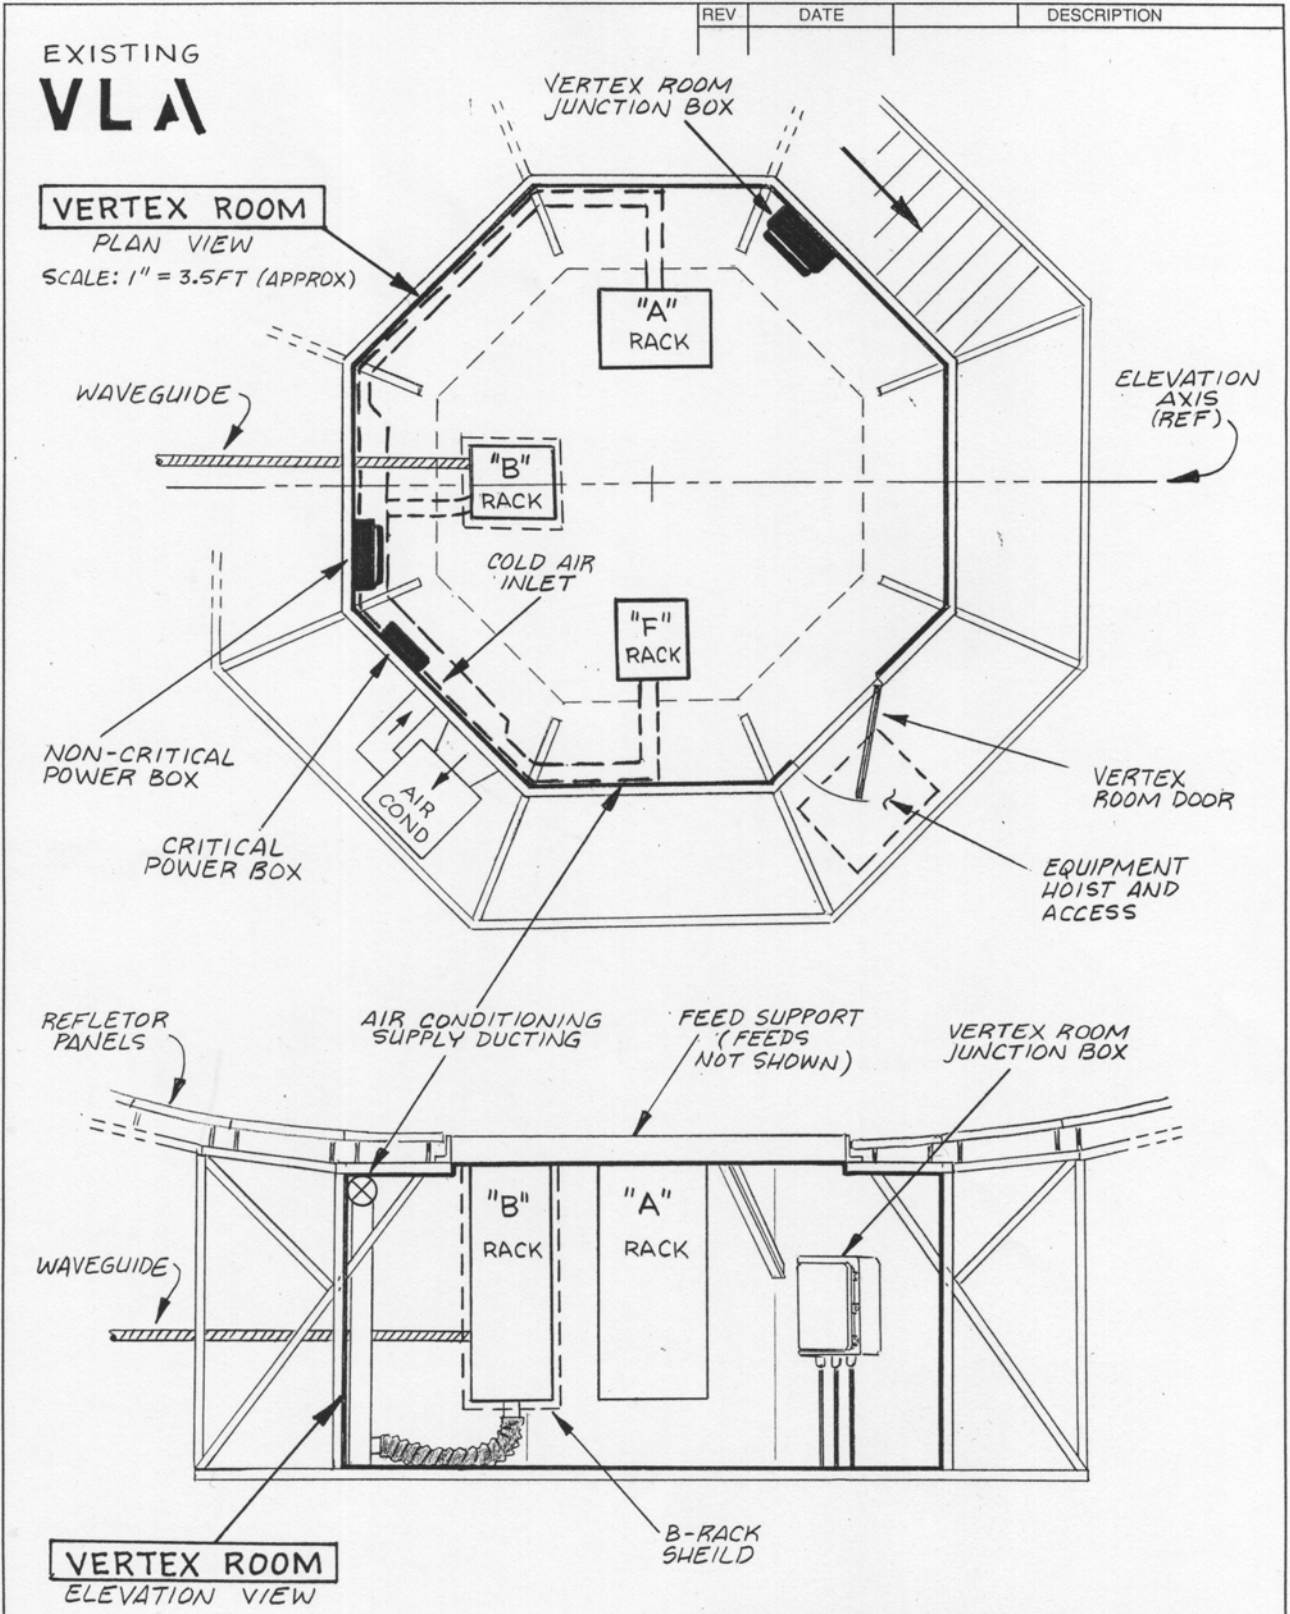 REV DATE DESCRIPTION
EXISTING
VLA
VERTEX ROOM
JUNCTION BOX
VERTEX ROOM
PLAN VIEW
SCALE: 1" = 3.5FT (APPROX)
"A"
RACK
WAVEGUIDE
ELEVATION
AXIS
(REF)
"B"
RACK
COLD AIR
INLET
"F"
RACK
NON-CRITICAL
POWER BOX
AIR
COND
VERTEX
ROOM DOOR
CRITICAL
POWER BOX
EQUIPMENT
HOIST AND
ACCESS
REFLETOR
PANELS
AIR CONDITIONING
SUPPLY DUCTING
FEED SUPPORT
(FEEDS
NOT SHOWN)
VERTEX ROOM
JUNCTION BOX
"B"
RACK
"A"
RACK
WAVEGUIDE
B-RACK
SHEILD
VERTEX ROOM
ELEVATION VIEW